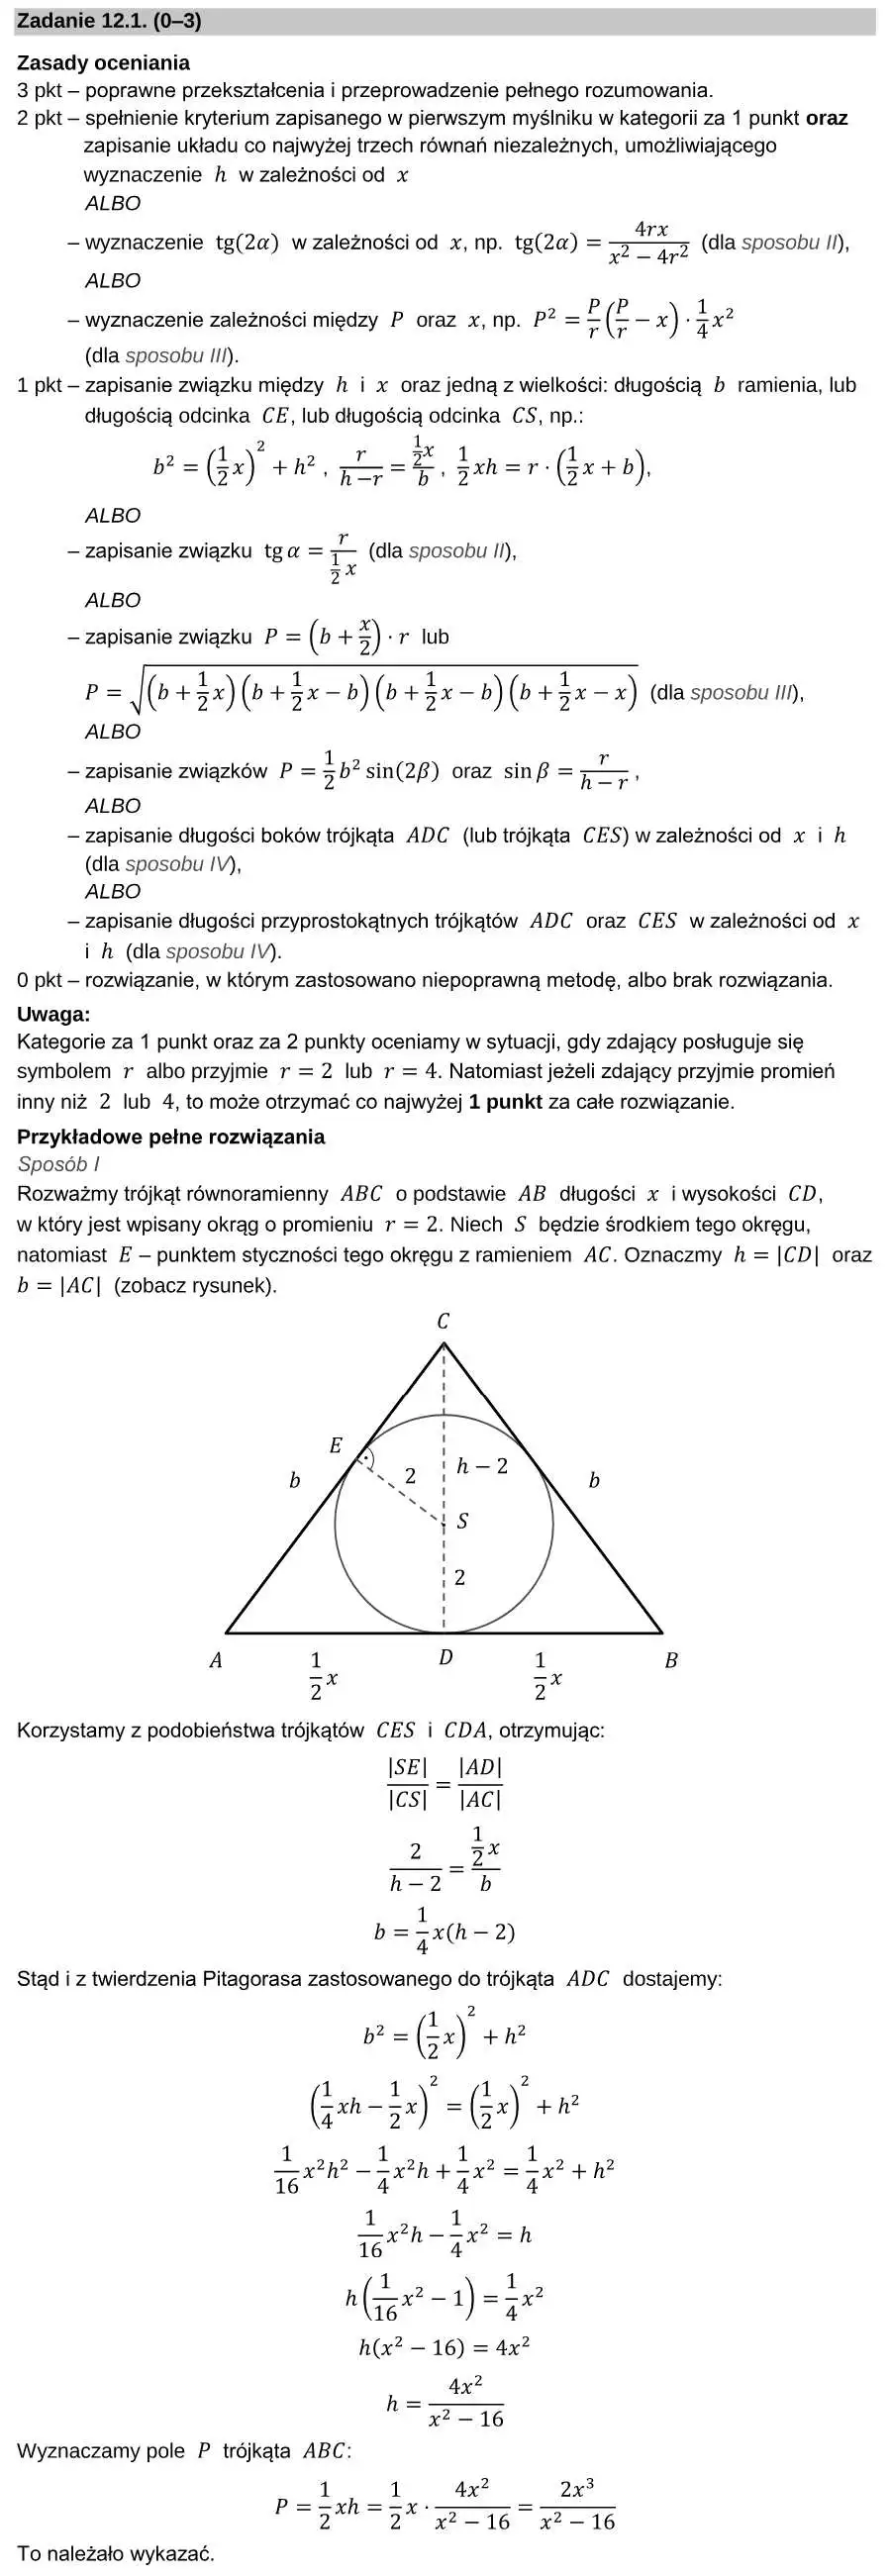 Zadanie 12.1. (0–3)
Zasady oceniania
3 pkt – poprawne przekształcenia i przeprowadzenie pełnego rozumowania.
2 pkt – spełnienie kryterium zapisanego w pierwszym myślniku w kategorii za 1 punkt oraz
zapisanie układu co najwyżej trzech równań niezależnych, umożliwiającego
wyznaczenie h w zależności od x
ALBO
– wyznaczenie tg(2α) w zależności od x, np. tg(2α) = 4rx / (x² − 4r²) (dla sposobu II),
ALBO
– wyznaczenie zależności między P oraz x, np. P² = P/r (P/r − x) · 1/4 x²
(dla sposobu III).
1 pkt – zapisanie związku między h i x oraz jedną z wielkości: długością b ramienia, lub
długością odcinka CE, lub długością odcinka CS, np.:
b² = (1/2 x)² + h² , r/(h − r) = (1/2 x)/b , 1/2 xh = r · (1/2 x + b),
ALBO
– zapisanie związku tg α = r / (1/2 x) (dla sposobu II),
ALBO
– zapisanie związku P = (b + x/2) · r lub
P = √((b + 1/2 x)(b + 1/2 x − b)(b + 1/2 x − b)(b + 1/2 x − x)) (dla sposobu III),
ALBO
– zapisanie związków P = 1/2 b² sin(2β) oraz sin β = r/(h − r) ,
ALBO
– zapisanie długości boków trójkąta ADC (lub trójkąta CES) w zależności od x i h
(dla sposobu IV),
ALBO
– zapisanie długości przyprostokątnych trójkątów ADC oraz CES w zależności od x
i h (dla sposobu IV).
0 pkt – rozwiązanie, w którym zastosowano niepoprawną metodę, albo brak rozwiązania.
Uwaga:
Kategorie za 1 punkt oraz za 2 punkty oceniamy w sytuacji, gdy zdający posługuje się
symbolem r albo przyjmie r = 2 lub r = 4. Natomiast jeżeli zdający przyjmie promień
inny niż 2 lub 4, to może otrzymać co najwyżej 1 punkt za całe rozwiązanie.
Przykładowe pełne rozwiązania
Sposób I
Rozważmy trójkąt równoramienny ABC o podstawie AB długości x i wysokości CD,
w który jest wpisany okrąg o promieniu r = 2. Niech S będzie środkiem tego okręgu,
natomiast E – punktem styczności tego okręgu z ramieniem AC. Oznaczmy h = |CD| oraz
b = |AC| (zobacz rysunek).
C
E
b 2 h − 2 b
S
2
A D B
1/2 x 1/2 x
Korzystamy z podobieństwa trójkątów CES i CDA, otrzymując:
|SE|/|CS| = |AD|/|AC|
2/(h − 2) = (1/2 x)/b
b = 1/4 x(h − 2)
Stąd i z twierdzenia Pitagorasa zastosowanego do trójkąta ADC dostajemy:
b² = (1/2 x)² + h²
(1/4 xh − 1/2 x)² = (1/2 x)² + h²
1/16 x²h² − 1/4 x²h + 1/4 x² = 1/4 x² + h²
1/16 x²h − 1/4 x² = h
h(1/16 x² − 1) = 1/4 x²
h(x² − 16) = 4x²
h = 4x² / (x² − 16)
Wyznaczamy pole P trójkąta ABC:
P = 1/2 xh = 1/2 x · 4x² / (x² − 16) = 2x³ / (x² − 16)
To należało wykazać.